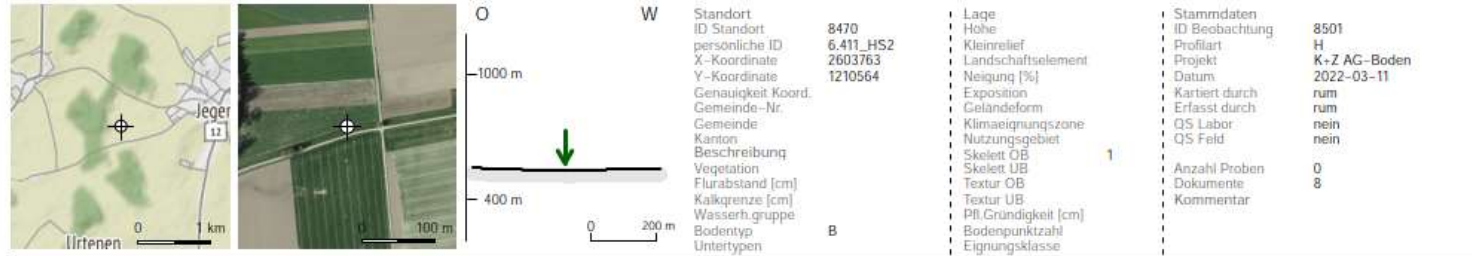 Jeger
12
Urtenen
0 1 km
0 100 m
O W
1000 m
400 m
0 200 m
Standort
ID Standort 8470
persönliche ID 6.411_HS2
X-Koordinate 2603763
Y-Koordinate 1210564
Genauigkeit Koord.
Gemeinde-Nr.
Gemeinde
Kanton
Beschreibung
Vegetation
Flurabstand [cm]
Kalkgrenze [cm]
Wasserh.gruppe
Bodentyp B
Untertypen
Lage
Höhe
Kleinrelief
Landschaftselement
Neigung [%]
Exposition
Geländeform
Klimaeignungszone
Nutzungsgebiet
Skelett OB 1
Skelett UB
Textur OB
Textur UB
Pfl.Gründigkeit [cm]
Bodenpunktzahl
Eignungsklasse
Stammdaten
ID Beobachtung 8501
Profilart H
Projekt K+Z AG-Boden
Datum 2022-03-11
Kartiert durch rum
Erfasst durch rum
QS Labor nein
QS Feld nein
Anzahl Proben 0
Dokumente 8
Kommentar